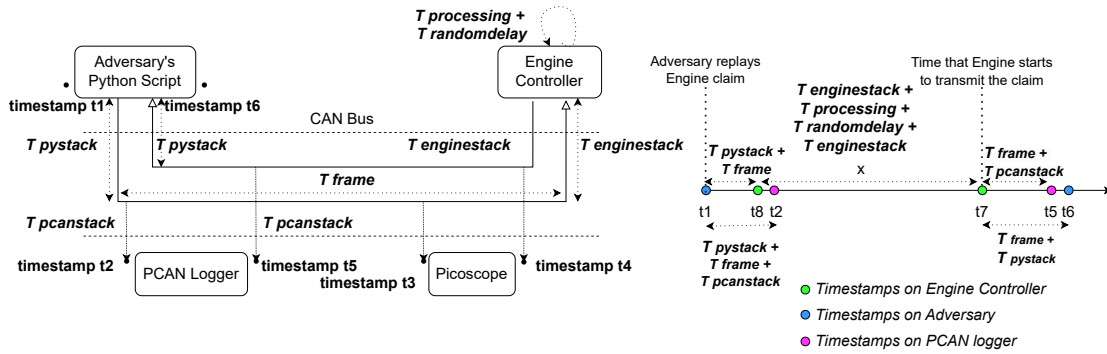 T processing +
T randomdelay
Adversary's
Python Script
Engine
Controller
timestamp t1
timestamp t6
CAN Bus
T pystack
T pystack
T enginestack
T enginestack
T frame
T pcanstack
T pcanstack
timestamp t2
PCAN Logger
timestamp t5
timestamp t3
Picoscope
timestamp t4
Adversary replays
Engine claim
Time that Engine starts
to transmit the claim
T enginestack +
T processing +
T randomdelay +
T enginestack
T pystack +
T frame
x
T frame +
T pcanstack
t1
t8
t2
t7
t5
t6
T pystack +
T frame +
T pcanstack
T frame +
T pystack
Timestamps on Engine Controller
Timestamps on Adversary
Timestamps on PCAN logger